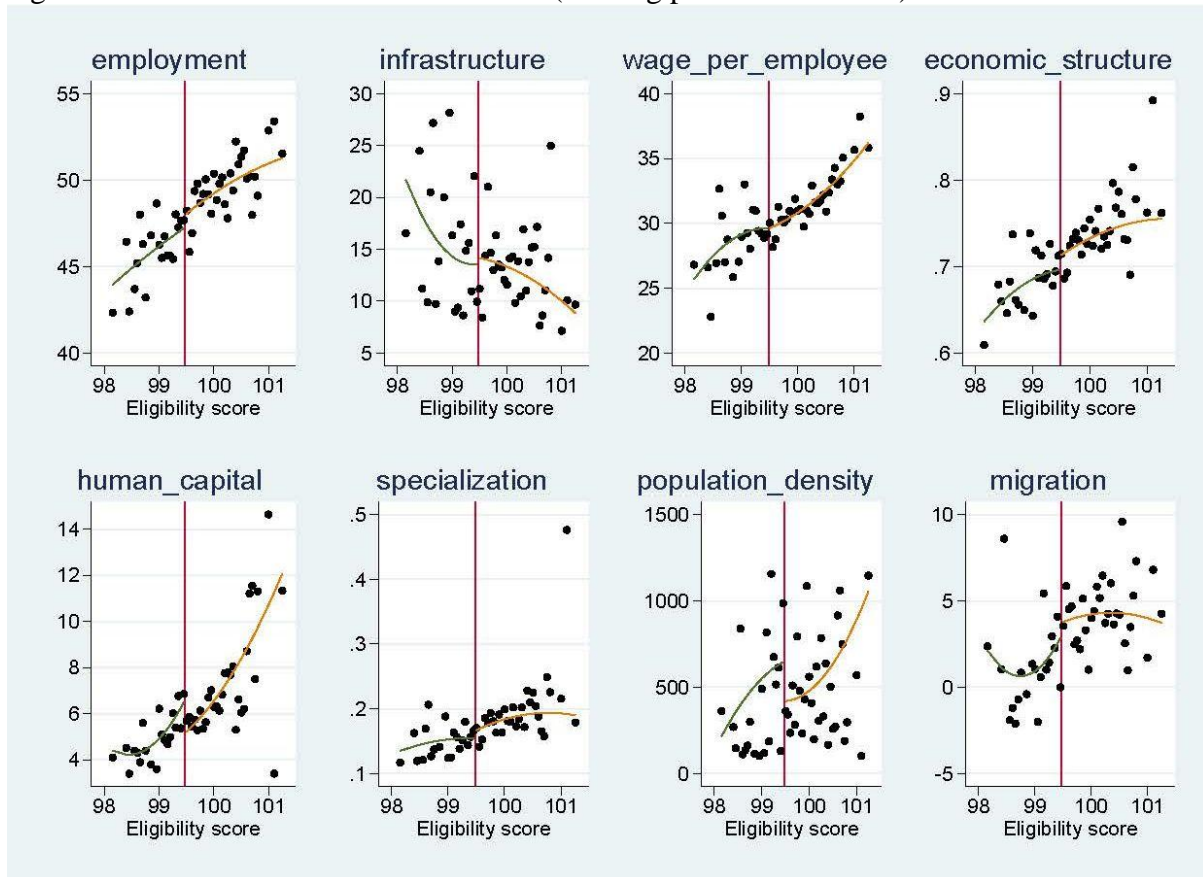 employment
55
50
45
40
98 99 100 101
Eligibility score
infrastructure
30
25
20
15
10
5
98 99 100 101
Eligibility score
wage_per_employee
40
35
30
25
20
98 99 100 101
Eligibility score
economic_structure
.9
.8
.7
.6
98 99 100 101
Eligibility score
human_capital
14
12
10
8
6
4
98 99 100 101
Eligibility score
specialization
.5
.4
.3
.2
.1
98 99 100 101
Eligibility score
population_density
1500
1000
500
0
98 99 100 101
Eligibility score
migration
10
5
0
-5
98 99 100 101
Eligibility score